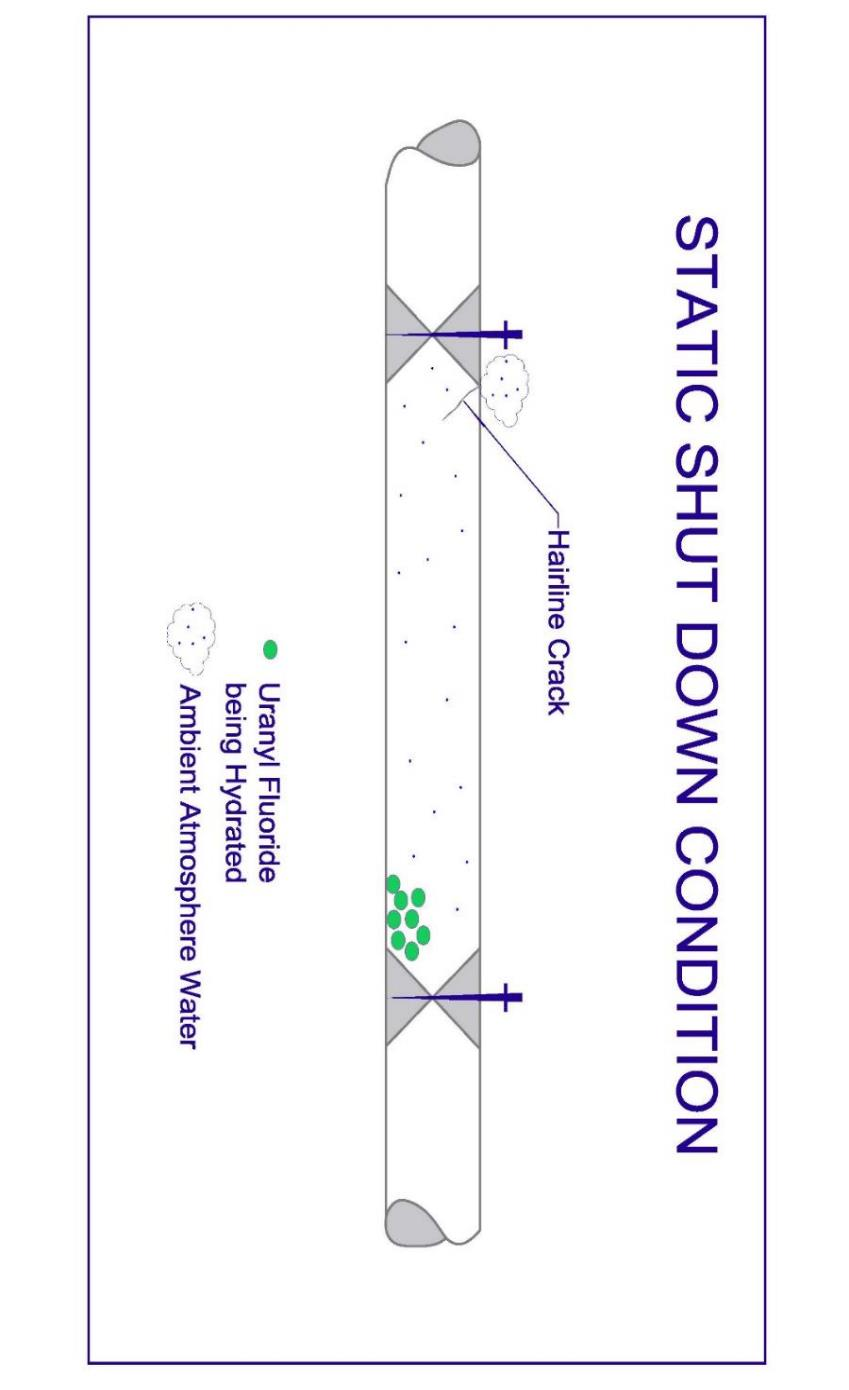 STATIC SHUT DOWN CONDITION
Hairline Crack
Uranyl Fluoride
being Hydrated
Ambient Atmosphere Water